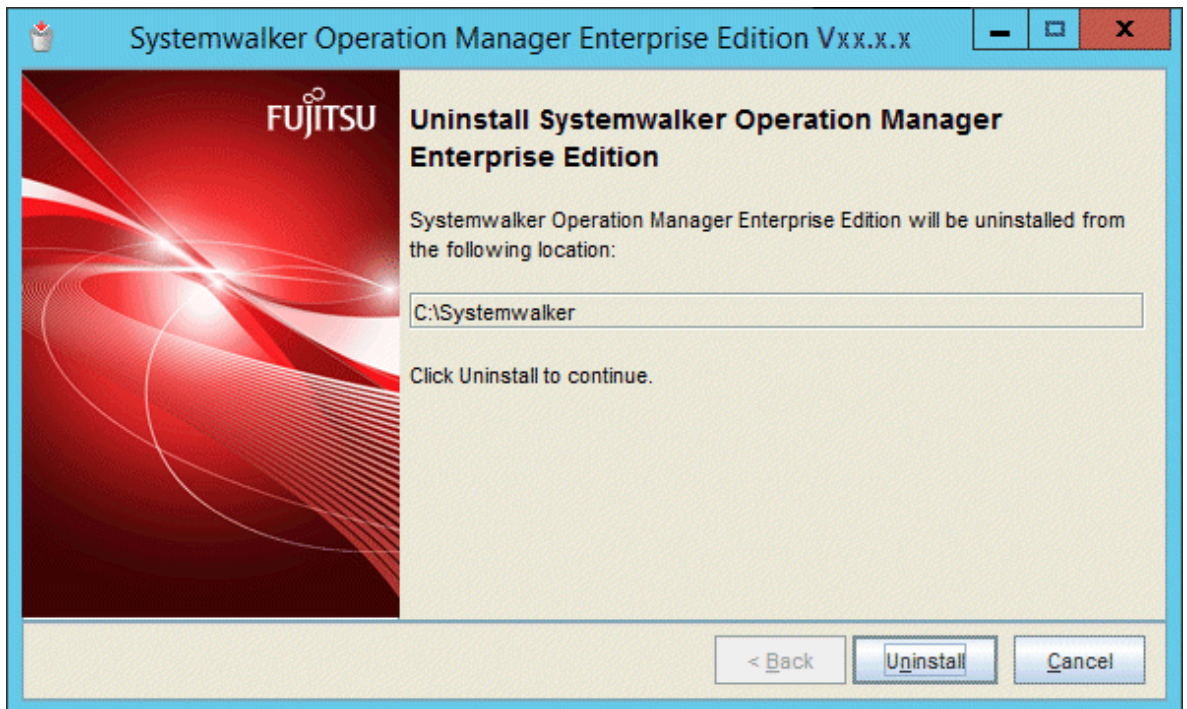 Systemwalker Operation Manager Enterprise Edition Vxx.x.x
FUJITSU
Uninstall Systemwalker Operation Manager
Enterprise Edition
Systemwalker Operation Manager Enterprise Edition will be uninstalled from
the following location:
C:\Systemwalker
Click Uninstall to continue.
< Back
Uninstall
Cancel